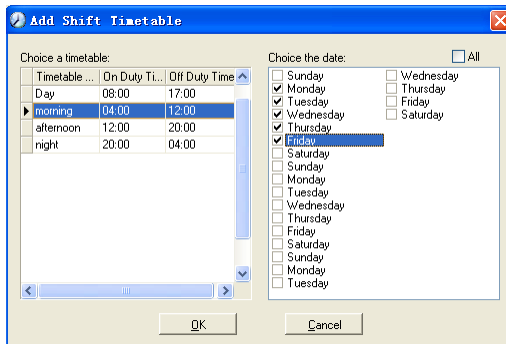 Add Shift Timetable
Choice a timetable:
Timetable ... On Duty Ti... Off Duty Time
Day 08:00 17:00
morning 04:00 12:00
afternoon 12:00 20:00
night 20:00 04:00
Choice the date: All
Sunday
Monday
Tuesday
Wednesday
Thursday
Friday
Saturday
Sunday
Monday
Tuesday
Wednesday
Thursday
Friday
Saturday
Sunday
Monday
Tuesday
Wednesday
Thursday
Friday
Saturday
OK Cancel